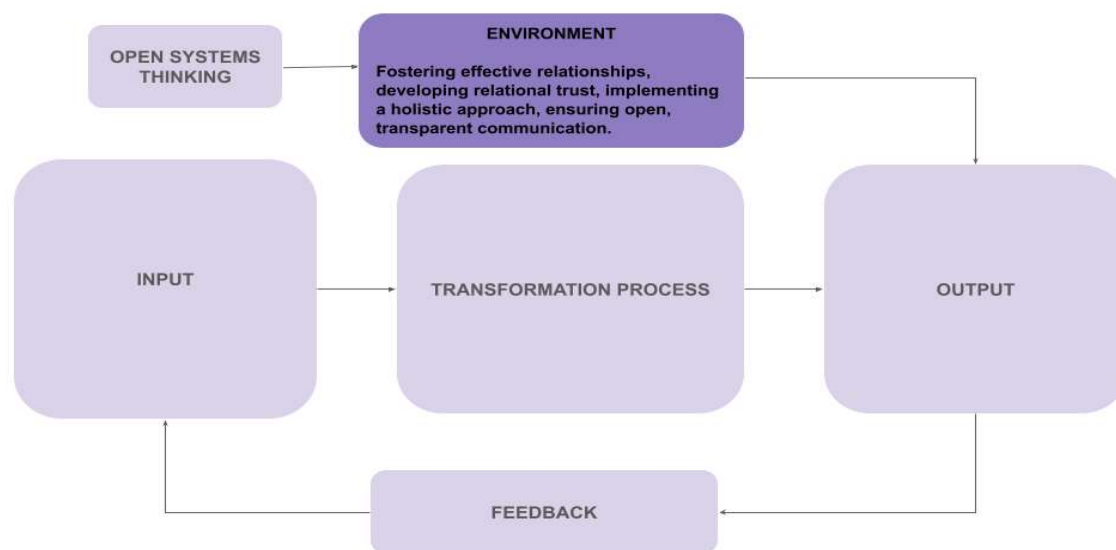 OPEN SYSTEMS
THINKING
ENVIRONMENT
Fostering effective relationships,
developing relational trust, implementing
a holistic approach, ensuring open,
transparent communication.
INPUT
TRANSFORMATION PROCESS
OUTPUT
FEEDBACK